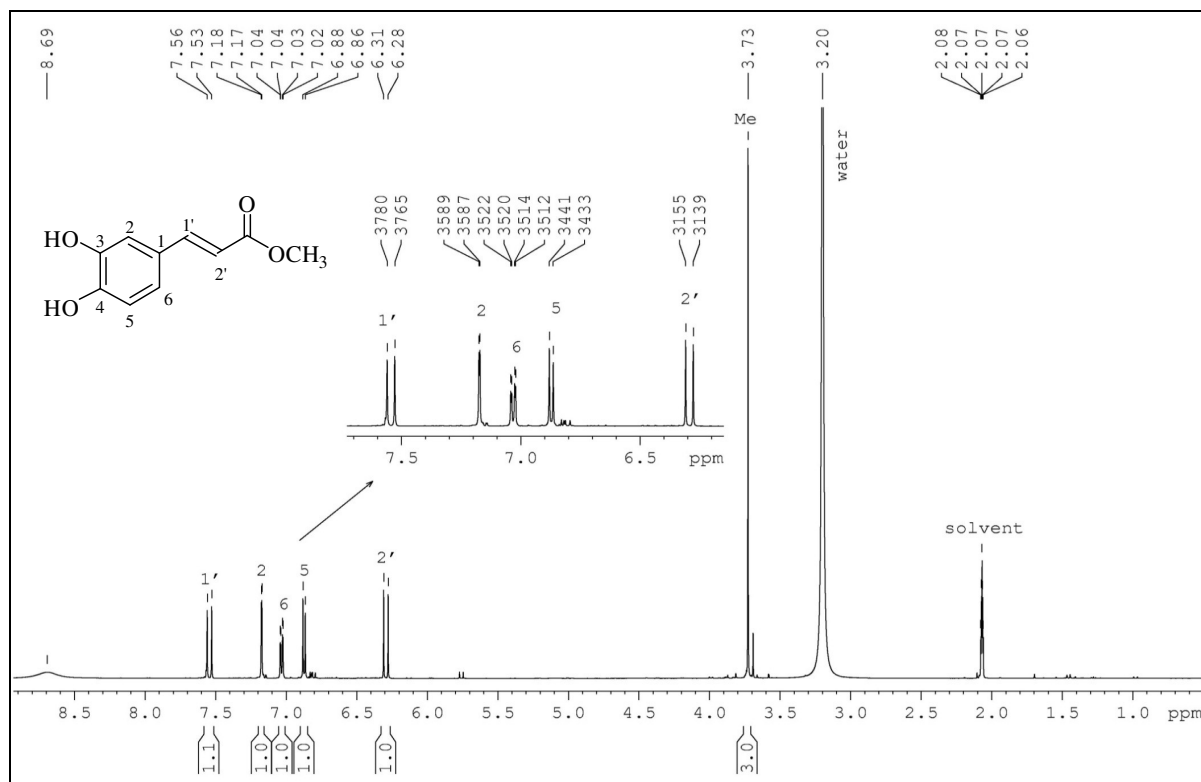 8.69 7.56 7.53 7.18 7.17 7.04 7.04 7.03 7.02 6.88 6.86 6.31 6.28 3.73 3.20 2.08 2.07 2.07 2.07 2.06
Me
water
3780 3765 3589 3587 3522 3520 3514 3512 3441 3433 3155 3139
O
HO 3 2 1 1' 2' OCH3
HO 4 5 6
1' 2 6 5 2'
7.5 7.0 6.5 ppm
solvent
1' 2 6 5 2'
8.5 8.0 7.5 7.0 6.5 6.0 5.5 5.0 4.5 4.0 3.5 3.0 2.5 2.0 1.5 1.0 ppm
1.1 1.0 1.0 1.0 1.0 3.0